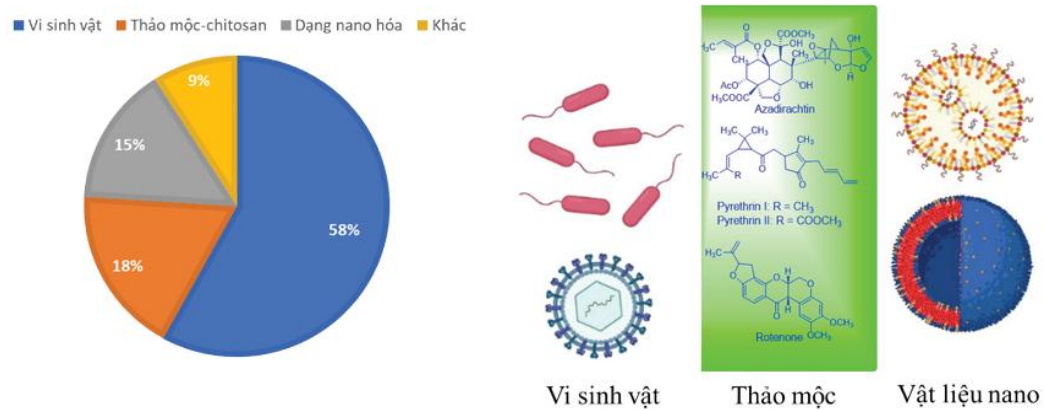 Vi sinh vật Thảo mộc-chitosan Dạng nano hóa Khác
9%
15%
18%
58%
O
COOCH₃
OH
O
OH
CH₃
O
O
AcO
OH
H
H₃COOC
O
Azadirachtin
H₃C CH₃
CH₃
H₃C R
O
O
Pyrethrin I: R = CH₃
Pyrethrin II: R = COOCH₃
H₃C
O
H
O
O
H
O
OCH₃
OCH₃
Rotenone
Vi sinh vật Thảo mộc Vật liệu nano